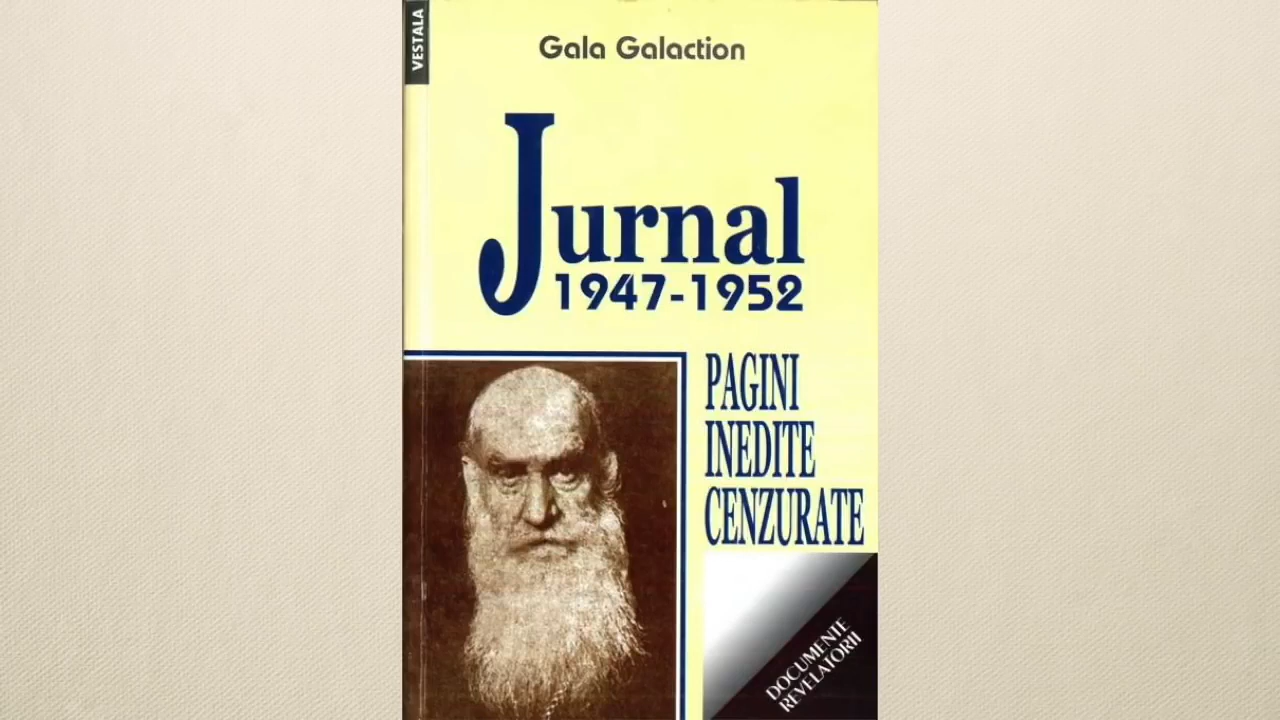 VESTALA
Gala Galaction
Jurnal
1947-1952
PAGINI
INEDITE
CENZURATE
DOCUMENTE
REVELATORII